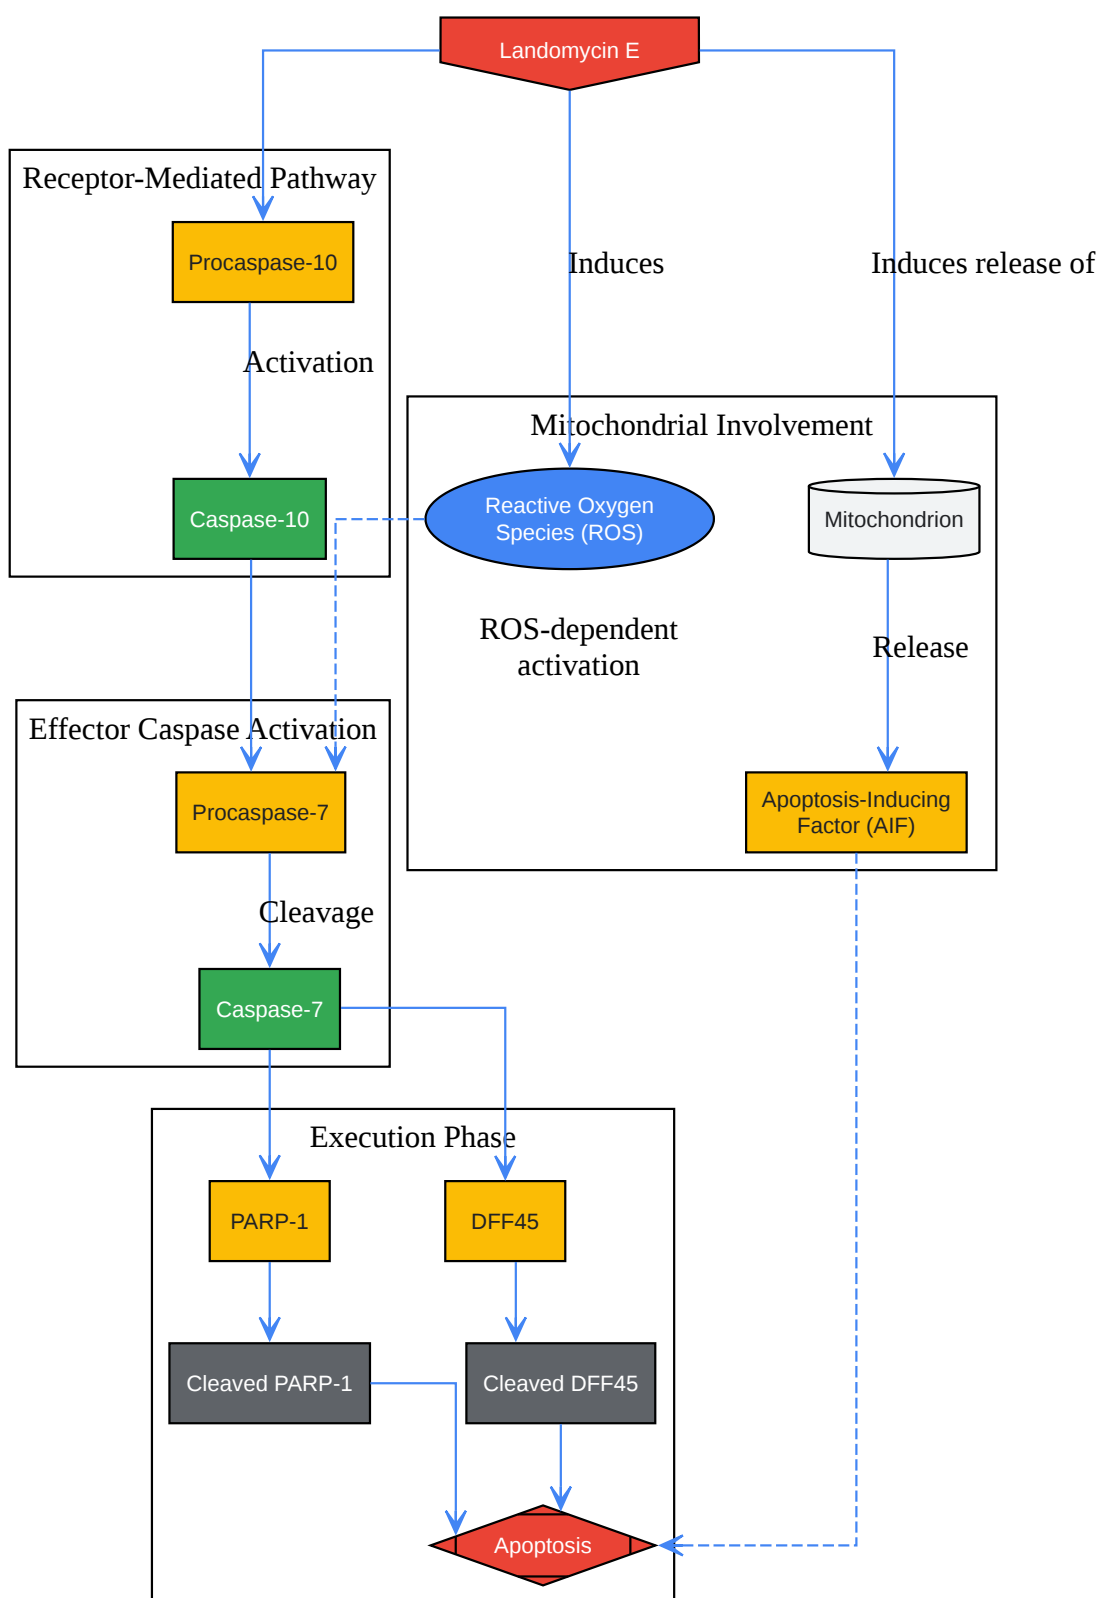 Landomycin E
Receptor-Mediated Pathway
Procaspase-10
Induces
Induces release of
Activation
Mitochondrial Involvement
Caspase-10
Reactive Oxygen
Species (ROS)
Mitochondrion
ROS-dependent
activation
Release
Effector Caspase Activation
Procaspase-7
Apoptosis-Inducing
Factor (AIF)
Cleavage
Caspase-7
Execution Phase
PARP-1
DFF45
Cleaved PARP-1
Cleaved DFF45
Apoptosis